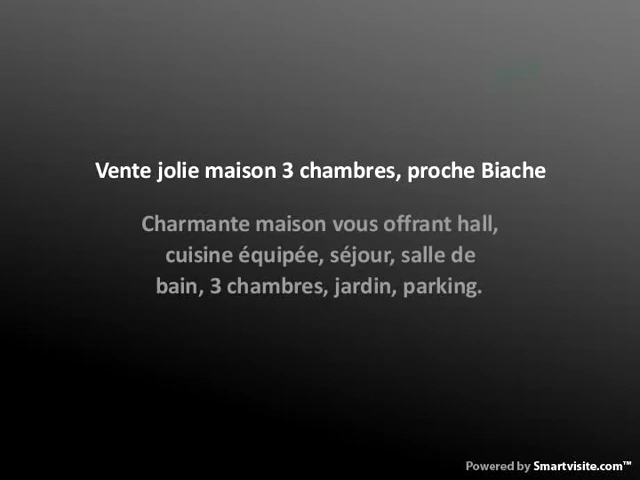 Vente jolie maison 3 chambres, proche Biache
Charmante maison vous offrant hall,
cuisine équipée, séjour, salle de
bain, 3 chambres, jardin, parking.
Powered by Smartvisite.com™